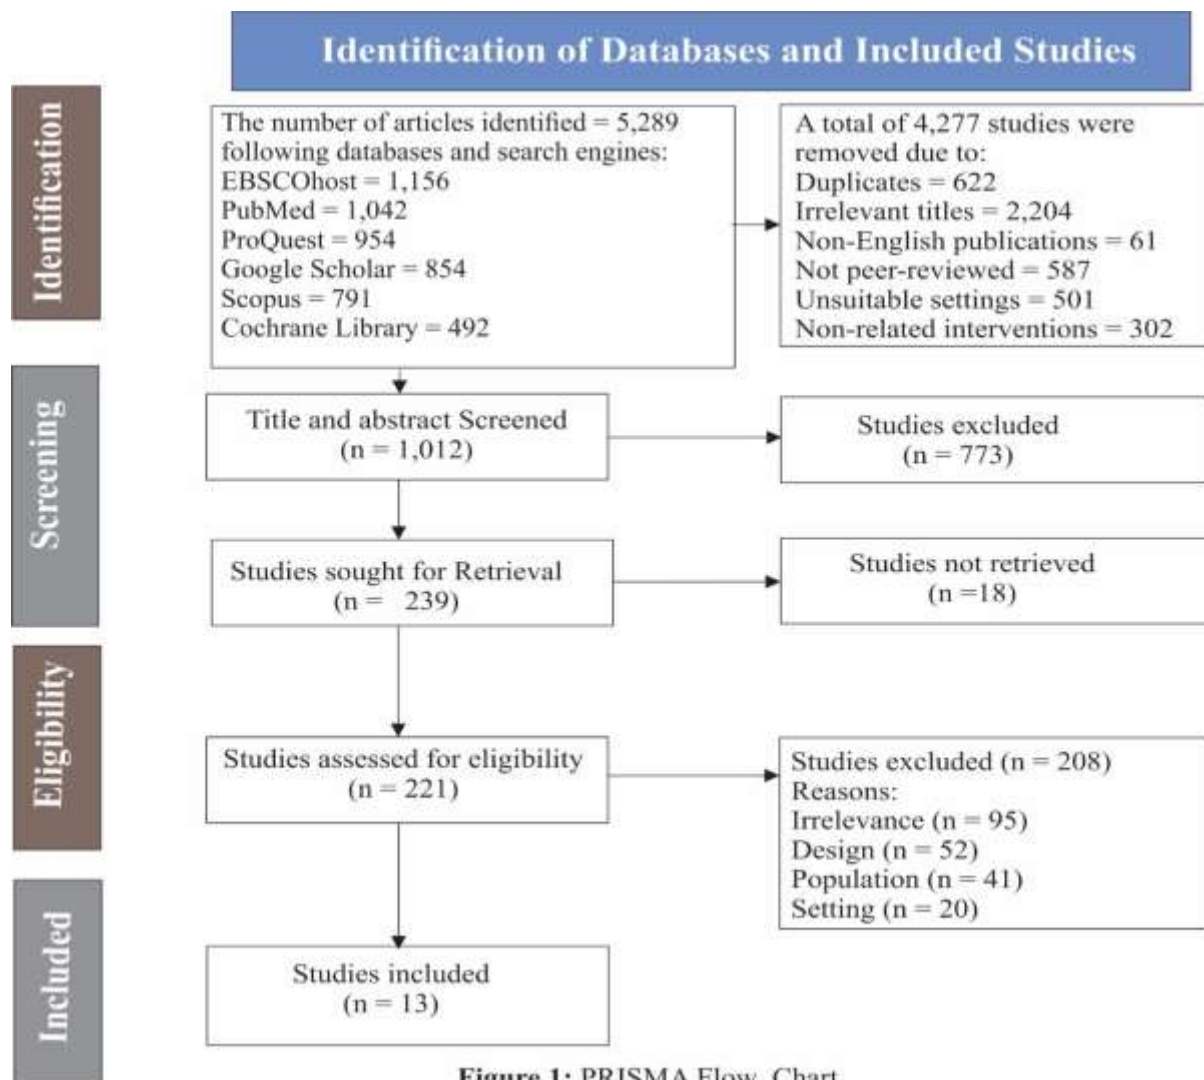 Identification of Databases and Included Studies
Identification
The number of articles identified = 5,289
following databases and search engines:
EBSCOhost = 1,156
PubMed = 1,042
ProQuest = 954
Google Scholar = 854
Scopus = 791
Cochrane Library = 492
A total of 4,277 studies were
removed due to:
Duplicates = 622
Irrelevant titles = 2,204
Non-English publications = 61
Not peer-reviewed = 587
Unsuitable settings = 501
Non-related interventions = 302
Screening
Title and abstract Screened
(n = 1,012)
Studies excluded
(n = 773)
Studies sought for Retrieval
(n = 239)
Studies not retrieved
(n =18)
Eligibility
Studies assessed for eligibility
(n = 221)
Studies excluded (n = 208)
Reasons:
Irrelevance (n = 95)
Design (n = 52)
Population (n = 41)
Setting (n = 20)
Included
Studies included
(n = 13)
Figure 1: PRISMA Flow Chart